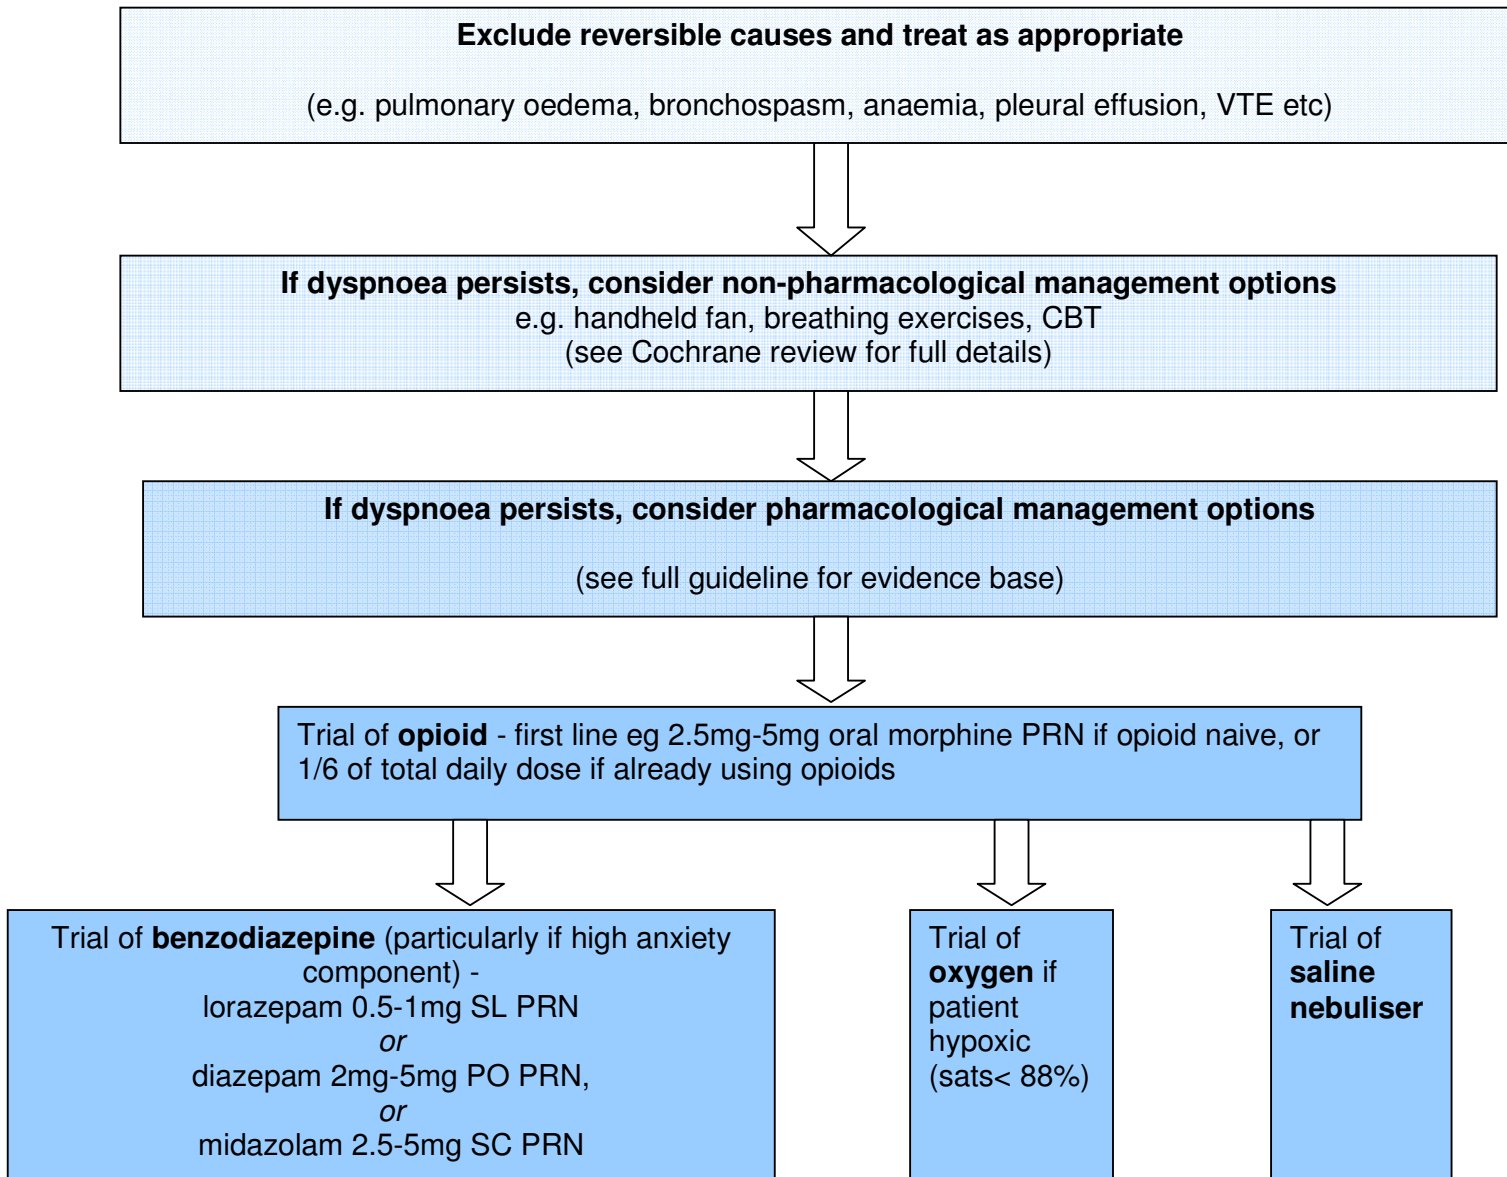 Exclude reversible causes and treat as appropriate
(e.g. pulmonary oedema, bronchospasm, anaemia, pleural effusion, VTE etc)
If dyspnoea persists, consider non-pharmacological management options
e.g. handheld fan, breathing exercises, CBT
(see Cochrane review for full details)
If dyspnoea persists, consider pharmacological management options
(see full guideline for evidence base)
Trial of opioid - first line eg 2.5mg-5mg oral morphine PRN if opioid naive, or
1/6 of total daily dose if already using opioids
Trial of benzodiazepine (particularly if high anxiety
component) -
lorazepam 0.5-1mg SL PRN
or
diazepam 2mg-5mg PO PRN,
or
midazolam 2.5-5mg SC PRN
Trial of
oxygen if
patient
hypoxic
(sats< 88%)
Trial of
saline
nebuliser